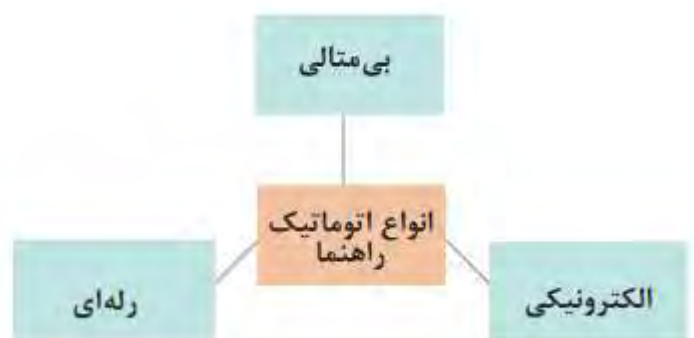 بی‌متالی
انواع اتوماتیک
راهنما
الکترونیکی
رله‌ای